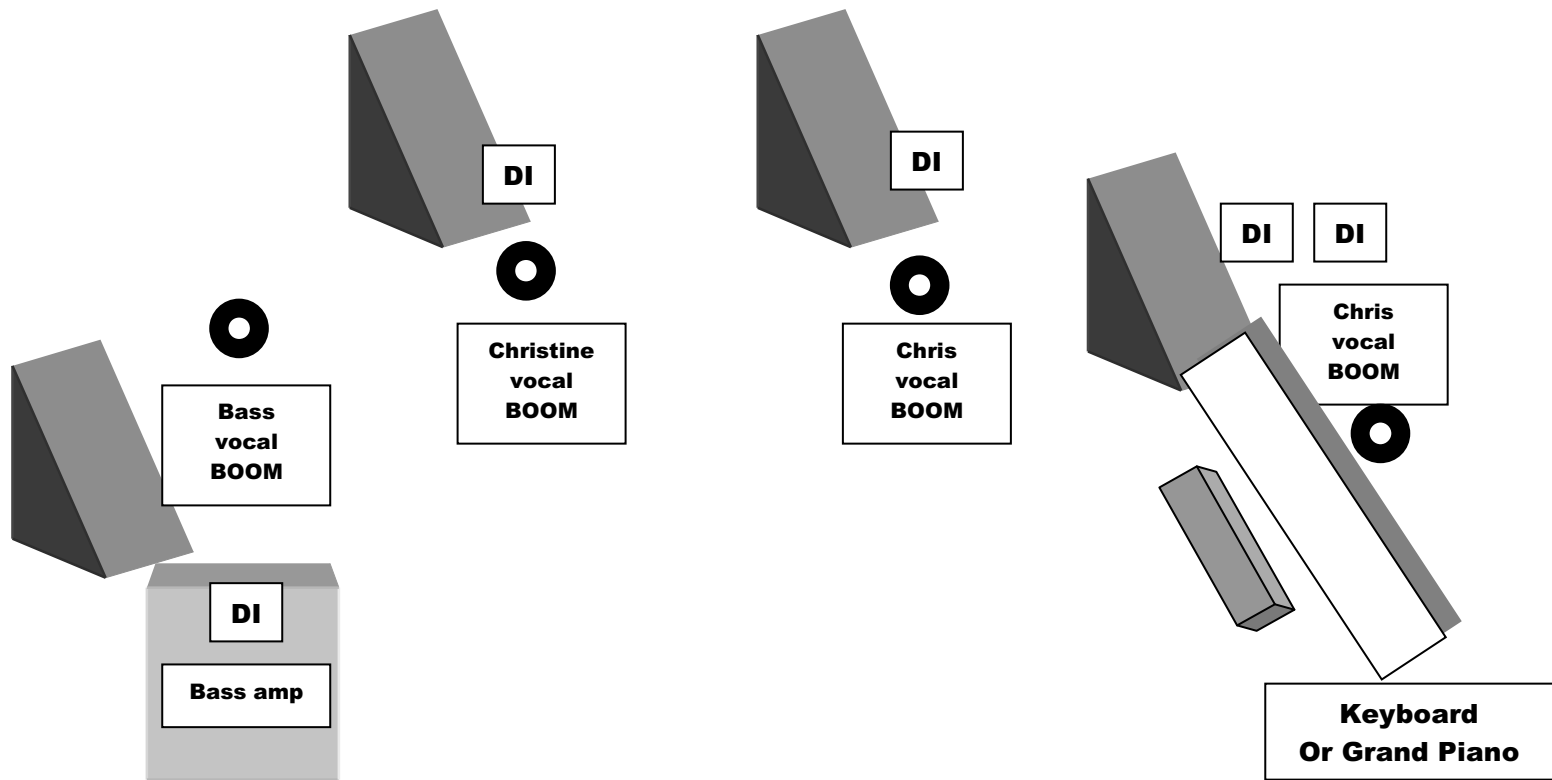 DI
DI
DI
DI
Christine
vocal
BOOM
Chris
vocal
BOOM
Chris
vocal
BOOM
Bass
vocal
BOOM
DI
Bass amp
Keyboard
Or Grand Piano